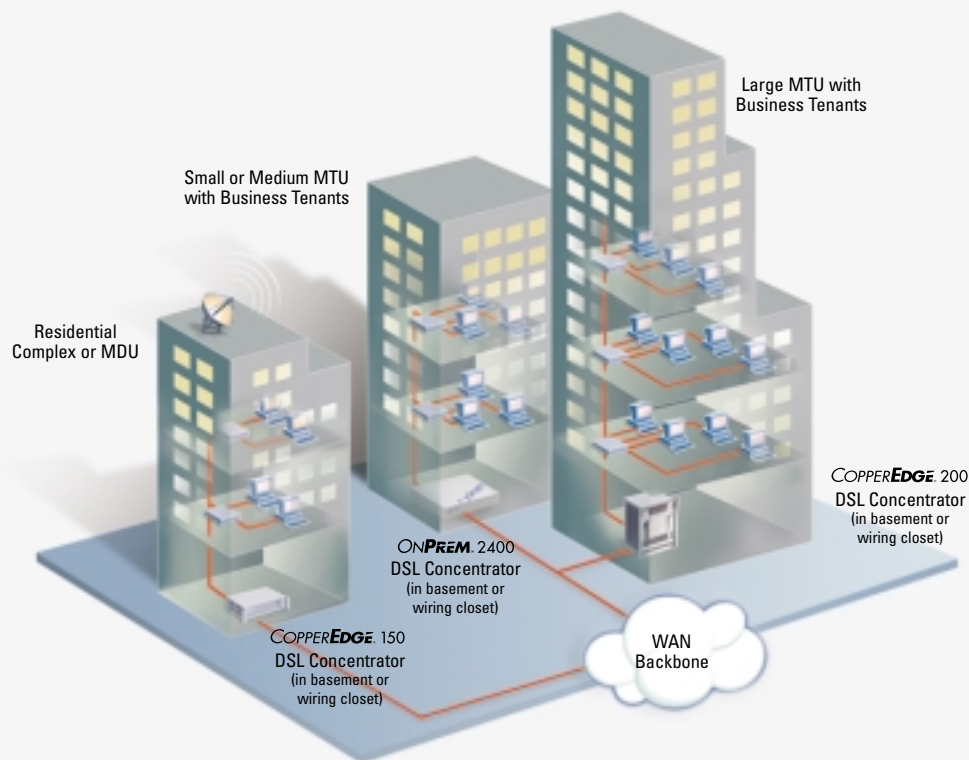 Large MTU with
Business Tenants
Small or Medium MTU
with Business Tenants
Residential
Complex or MDU
COPPEREDGE. 200
DSL Concentrator
(in basement or
wiring closet)
ONPREM. 2400
DSL Concentrator
(in basement or
wiring closet)
COPPEREDGE. 150
DSL Concentrator
(in basement or
wiring closet)
WAN
Backbone